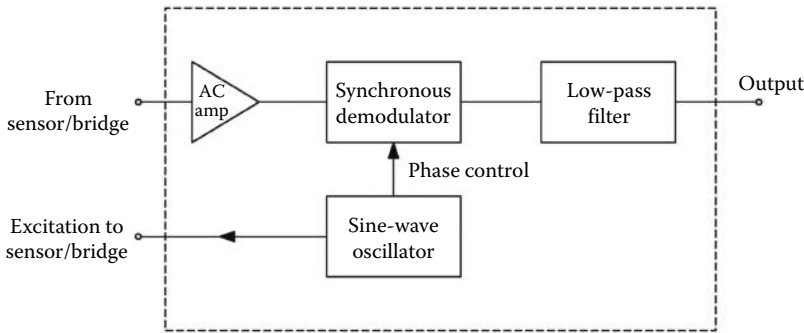 From
sensor/bridge
AC
amp
Synchronous
demodulator
Low-pass
filter
Output
Phase control
Excitation to
sensor/bridge
Sine-wave
oscillator